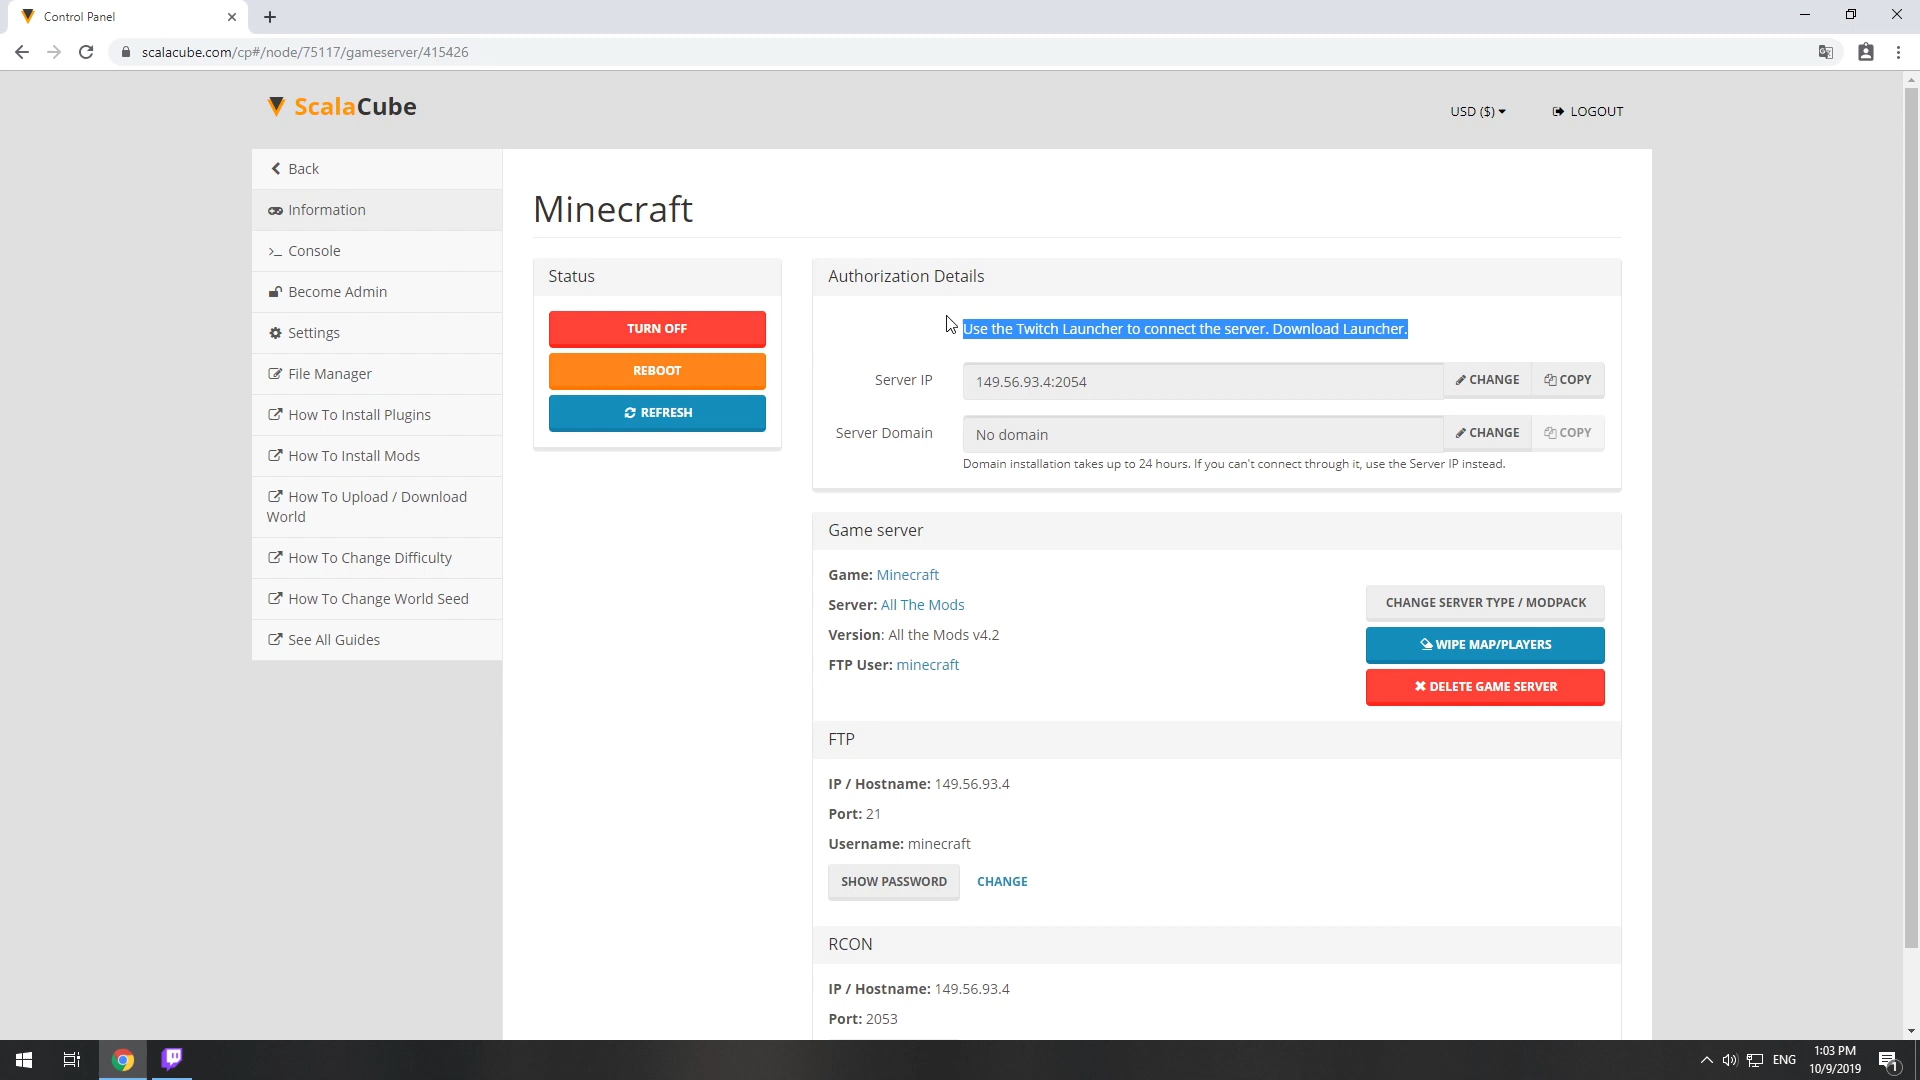 Control Panel
scalacube.com/cp#/node/75117/gameserver/415426
ScalaCube
USD ($)
LOGOUT
Back
Information
Console
Become Admin
Settings
File Manager
How To Install Plugins
How To Install Mods
How To Upload / Download
World
How To Change Difficulty
How To Change World Seed
See All Guides
Minecraft
Status
TURN OFF
REBOOT
REFRESH
Authorization Details
Use the Twitch Launcher to connect the server. Download Launcher.
Server IP
149.56.93.4:2054
CHANGE
COPY
Server Domain
No domain
CHANGE
COPY
Domain installation takes up to 24 hours. If you can't connect through it, use the Server IP instead.
Game server
Game: Minecraft
Server: All The Mods
Version: All the Mods v4.2
FTP User: minecraft
CHANGE SERVER TYPE / MODPACK
WIPE MAP/PLAYERS
DELETE GAME SERVER
FTP
IP / Hostname: 149.56.93.4
Port: 21
Username: minecraft
SHOW PASSWORD
CHANGE
RCON
IP / Hostname: 149.56.93.4
Port: 2053
ENG
1:03 PM
10/9/2019
1